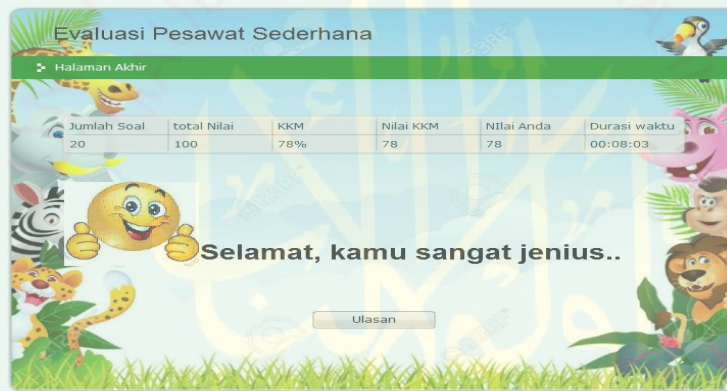 Evaluasi Pesawat Sederhana
Halaman Akhir
Jumlah Soal total Nilai KKM Nilai KKM NIlai Anda Durasi waktu
20 100 78% 78 78 00:08:03
Selamat, kamu sangat jenius..
Ulasan